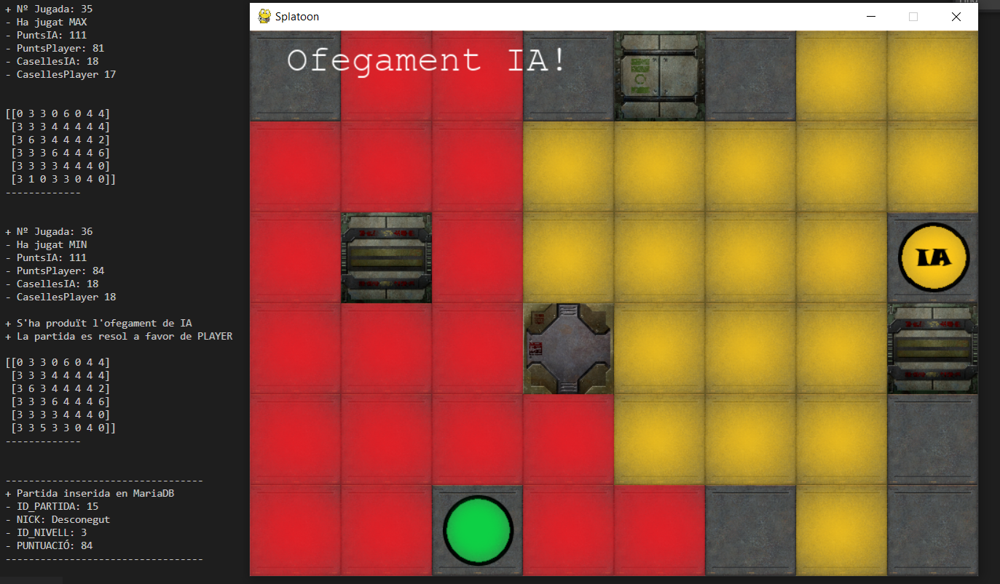 + Nº Jugada: 35
- Ha jugat MAX
- PuntsIA: 111
- PuntsPlayer: 81
- CasellesIA: 18
- CasellesPlayer 17
[[0 3 3 0 6 0 4 4]
[3 3 3 4 4 4 4 4]
[3 6 3 4 4 4 4 2]
[3 3 3 6 4 4 4 6]
[3 3 3 3 4 4 4 0]
[3 1 0 3 3 0 4 0]]
-------------
+ Nº Jugada: 36
- Ha jugat MIN
- PuntsIA: 111
- PuntsPlayer: 84
- CasellesIA: 18
- CasellesPlayer 18
+ S'ha produït l'ofegament de IA
+ La partida es resol a favor de PLAYER
[[0 3 3 0 6 0 4 4]
[3 3 3 4 4 4 4 4]
[3 6 3 4 4 4 4 2]
[3 3 3 6 4 4 4 6]
[3 3 3 3 4 4 4 0]
[3 3 5 3 3 0 4 0]]
-------------
----------------------------------
+ Partida inserida en MariaDB
- ID_PARTIDA: 15
- NICK: Desconegut
- ID_NIVELL: 3
- PUNTUACIÓ: 84
----------------------------------
Splatoon
Ofegament IA!
IA